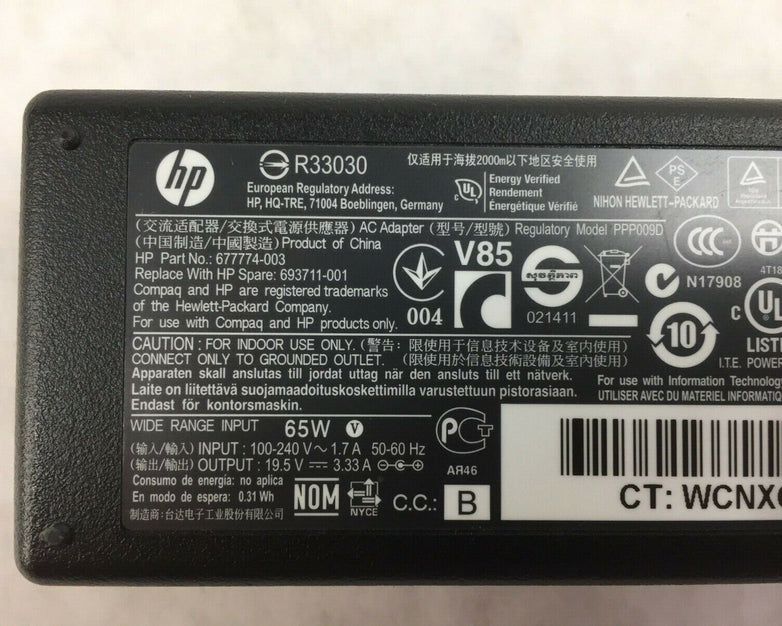 hp
R33030
European Regulatory Address:
HP, HQ-TRE, 71004 Boeblingen, Germany
仅适用于海拔2000m以下地区安全使用
UL
Energy Verified
Rendement
Énergétique Vérifié
PS
E
NIHON HEWLETT-PACKARD
(交流适配器/交换式電源供應器) AC Adapter (型号/型號) Regulatory Model PPP009D
(中国制造/中國製造) Product of China
HP Part No.: 677774-003
Replace With HP Spare: 693711-001
Compaq and HP are registered trademarks
of the Hewlett-Packard Company.
For use with Compaq and HP products only.
004
V85
021411
CCC
N17908
4T18
10
C UL
LISTE
I.T.E. POWER
CAUTION : FOR INDOOR USE ONLY. (警告: 限使用于信息技术设备及室内使用)
CONNECT ONLY TO GROUNDED OUTLET. (限使用於信息技術設備及室內使用)
Apparaten skall anslutas till jordat uttag när den ansluts till ett nätverk.
Laite on liitettävä suojamaadoituskoskettimilla varustettuun pistorasiaan.
Endast för kontorsmaskin.
For use with Information Technology
UTILISER AVEC DU MATERIEL INFORMATIQ
WIDE RANGE INPUT 65W V
(输入/輸入) INPUT : 100-240 V~ 1.7 A 50-60 Hz
(输出/輸出) OUTPUT : 19.5 V ⎓ 3.33 A
Consumo de energía: no aplica
En modo de espera: 0.31 Wh
制造商: 台达电子工业股份有限公司
NOM
NYCE
C.C.: B
РСТ
АЯ46
CT: WCNX